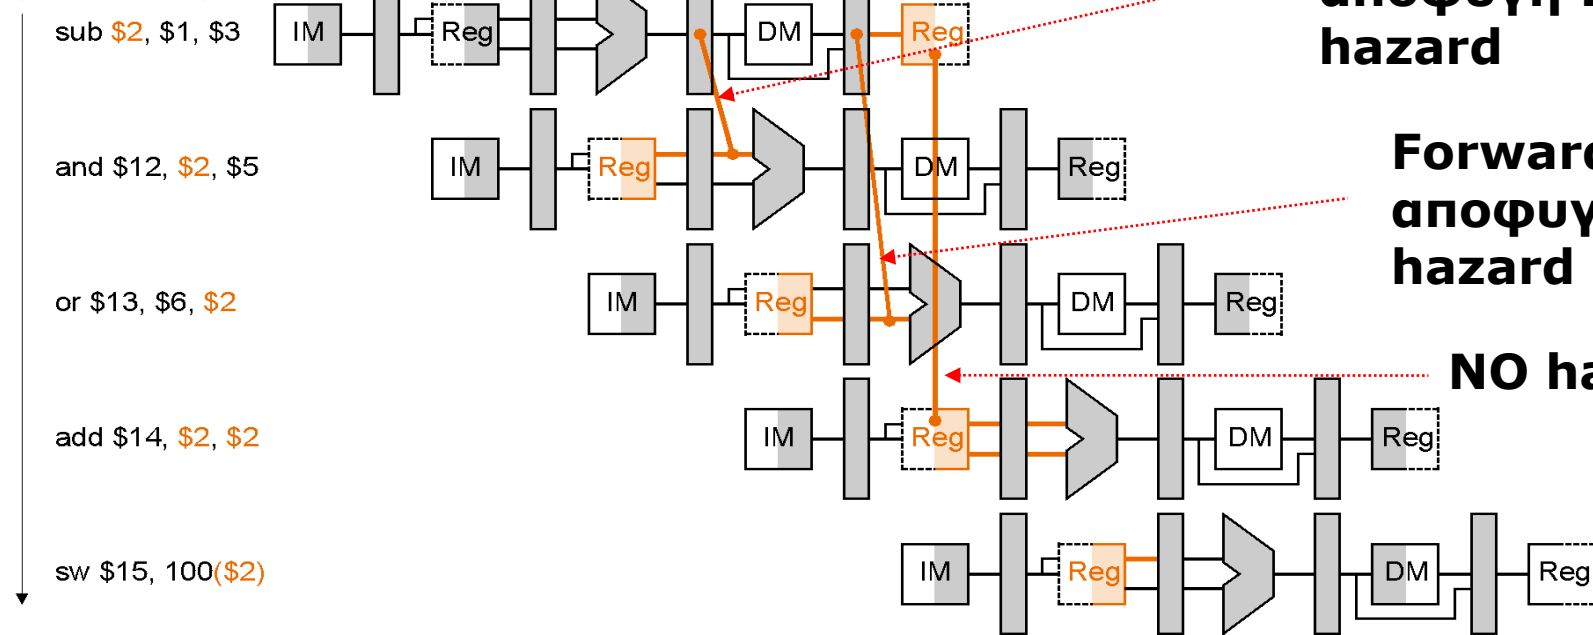 sub $2, $1, $3
IM
Reg
DM
Reg
hazard
and $12, $2, $5
IM
Reg
DM
Reg
or $13, $6, $2
IM
Reg
DM
Reg
hazard
NO
add $14, $2, $2
IM
Reg
DM
Reg
sw $15, 100($2)
IM
Reg
DM
Reg